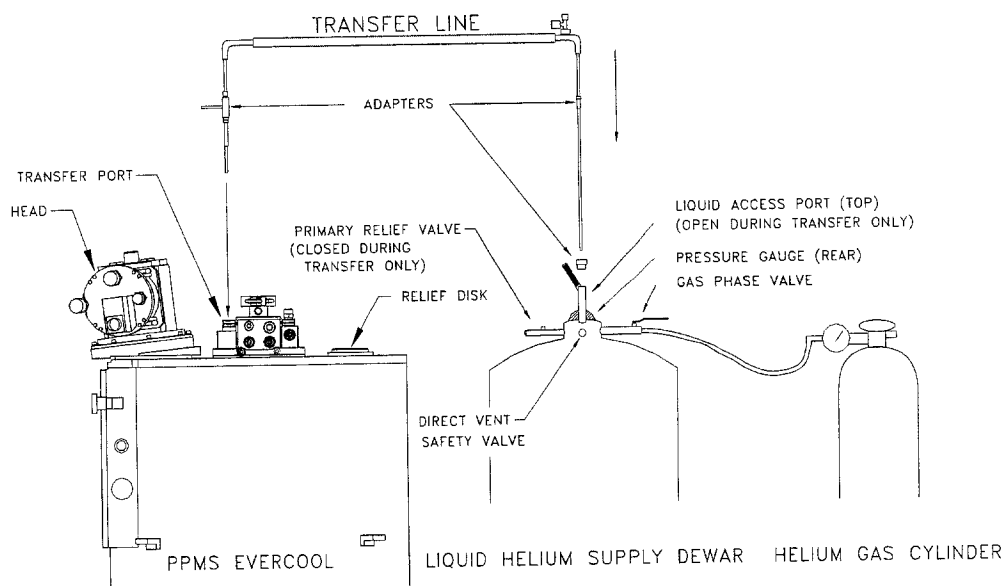 TRANSFER LINE
ADAPTERS
TRANSFER PORT
HEAD
PRIMARY RELIEF VALVE
(CLOSED DURING
TRANSFER ONLY)
RELIEF DISK
LIQUID ACCESS PORT (TOP)
(OPEN DURING TRANSFER ONLY)
PRESSURE GAUGE (REAR)
GAS PHASE VALVE
DIRECT VENT
SAFETY VALVE
PPMS EVERCOOL
LIQUID HELIUM SUPPLY DEWAR
HELIUM GAS CYLINDER